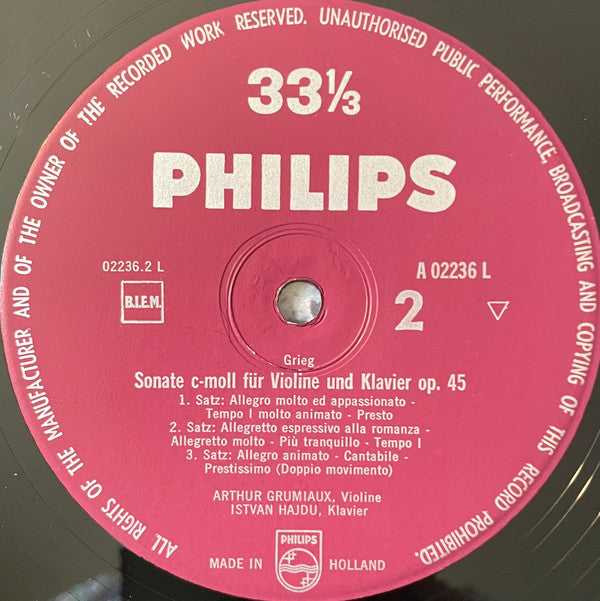 ALL RIGHTS OF THE MANUFACTURER AND OF THE OWNER OF THE RECORDED WORK RESERVED. UNAUTHORISED PUBLIC PERFORMANCE, BROADCASTING AND COPYING OF THIS RECORD PROHIBITED.
33⅓
PHILIPS
02236.2 L
A 02236 L
B.I.E.M.
2
Grieg
Sonate c-moll für Violine und Klavier op. 45
1. Satz: Allegro molto ed appassionato -
Tempo I molto animato - Presto
2. Satz: Allegretto espressivo alla romanza -
Allegretto molto - Più tranquillo - Tempo I
3. Satz: Allegro animato - Cantabile -
Prestissimo (Doppio movimento)
ARTHUR GRUMIAUX, Violine
ISTVAN HAJDU, Klavier
PHILIPS
MADE IN HOLLAND